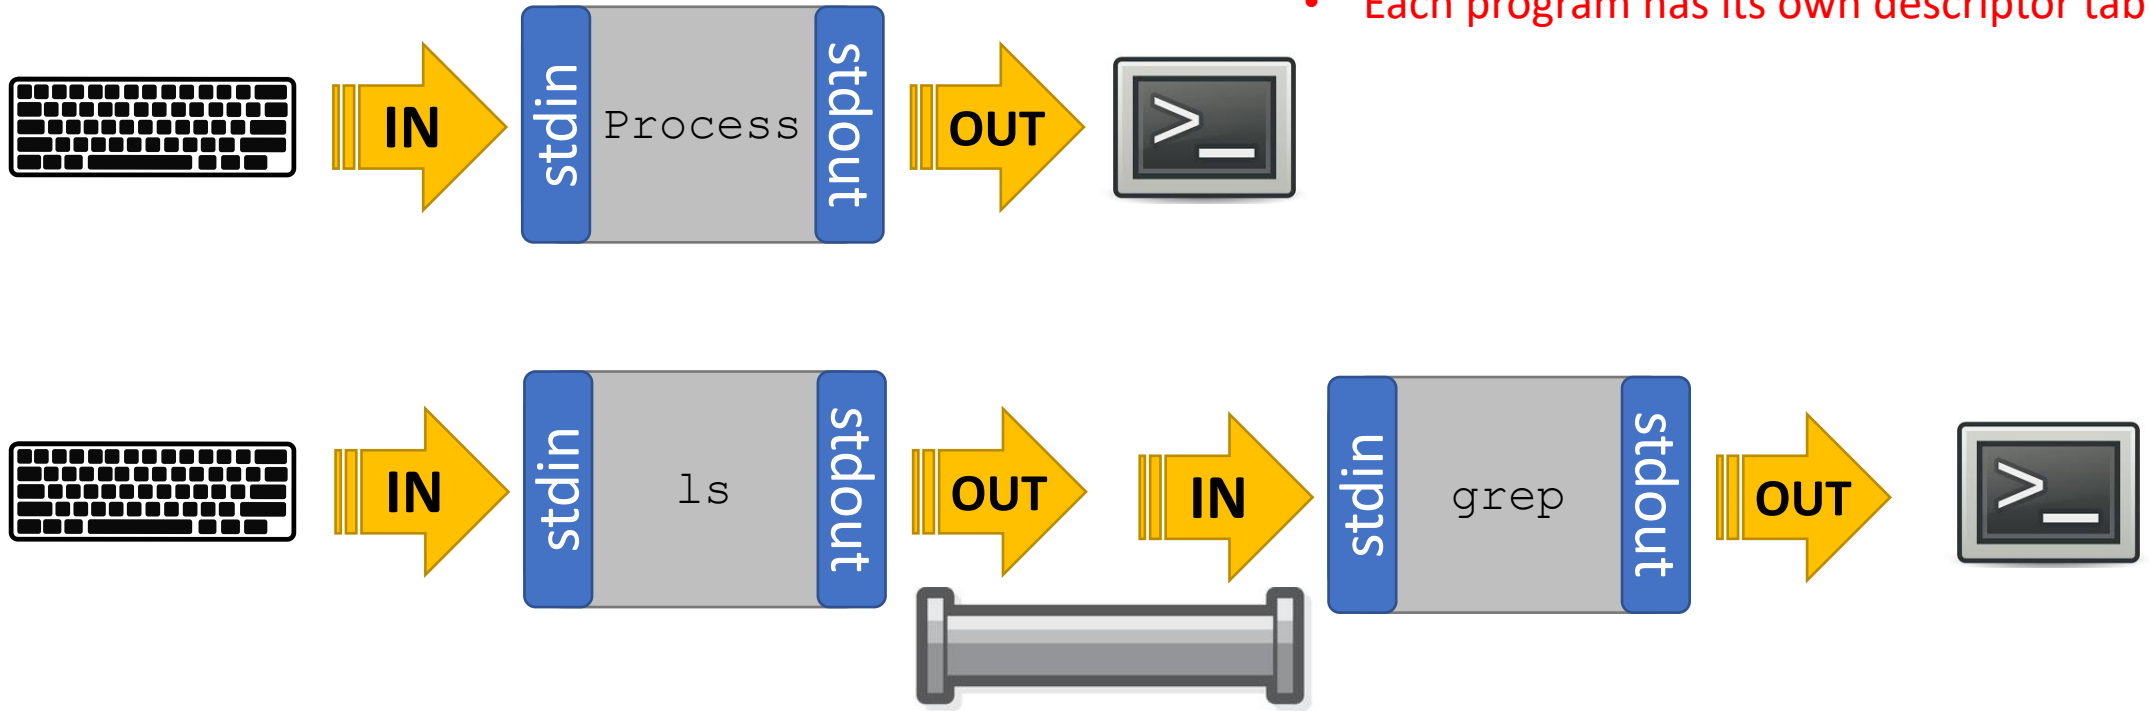 • Each program has its own descriptor tab
IN
stdin
Process
stdout
OUT
>_
IN
stdin
ls
stdout
OUT
IN
stdin
grep
stdout
OUT
>_